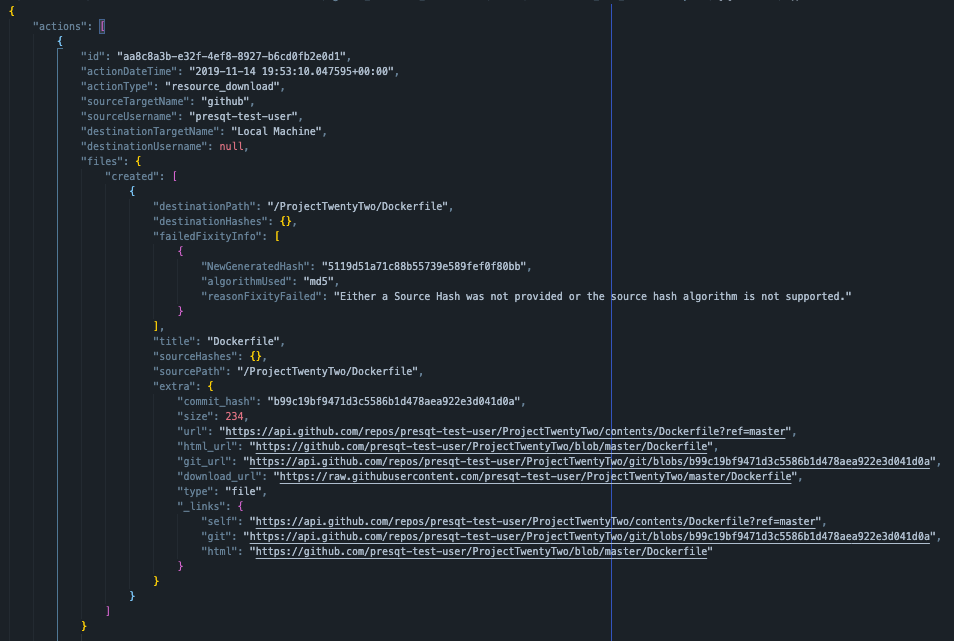 {
"actions": [
{
"id": "aa8c8a3b-e32f-4ef8-8927-b6cd0fb2e0d1",
"actionDateTime": "2019-11-14 19:53:10.047595+00:00",
"actionType": "resource_download",
"sourceTargetName": "github",
"sourceUsername": "presqt-test-user",
"destinationTargetName": "Local Machine",
"destinationUsername": null,
"files": {
"created": [
{
"destinationPath": "/ProjectTwentyTwo/Dockerfile",
"destinationHashes": {},
"failedFixityInfo": [
{
"NewGeneratedHash": "5119d51a71c88b55739e589fef0f80bb",
"algorithmUsed": "md5",
"reasonFixityFailed": "Either a Source Hash was not provided or the source hash algorithm is not supported."
}
],
"title": "Dockerfile",
"sourceHashes": {},
"sourcePath": "/ProjectTwentyTwo/Dockerfile",
"extra": {
"commit_hash": "b99c19bf9471d3c5586b1d478aea922e3d041d0a",
"size": 234,
"url": "https://api.github.com/repos/presqt-test-user/ProjectTwentyTwo/contents/Dockerfile?ref=master",
"html_url": "https://github.com/presqt-test-user/ProjectTwentyTwo/blob/master/Dockerfile"
"git_url": "https://api.github.com/repos/presqt-test-user/ProjectTwentyTwo/git/blobs/b99c19bf9471d3c5586b1d478aea922e3d041d0a",
"download_url": "https://raw.githubusercontent.com/presqt-test-user/ProjectTwentyTwo/master/Dockerfile",
"type": "file",
"_links": {
"self": "https://api.github.com/repos/presqt-test-user/ProjectTwentyTwo/contents/Dockerfile?ref=master",
"git": "https://api.github.com/repos/presqt-test-user/ProjectTwentyTwo/git/blobs/b99c19bf9471d3c5586b1d478aea922e3d041d0a",
"html": "https://github.com/presqt-test-user/ProjectTwentyTwo/blob/master/Dockerfile"
}
}
}
]
}